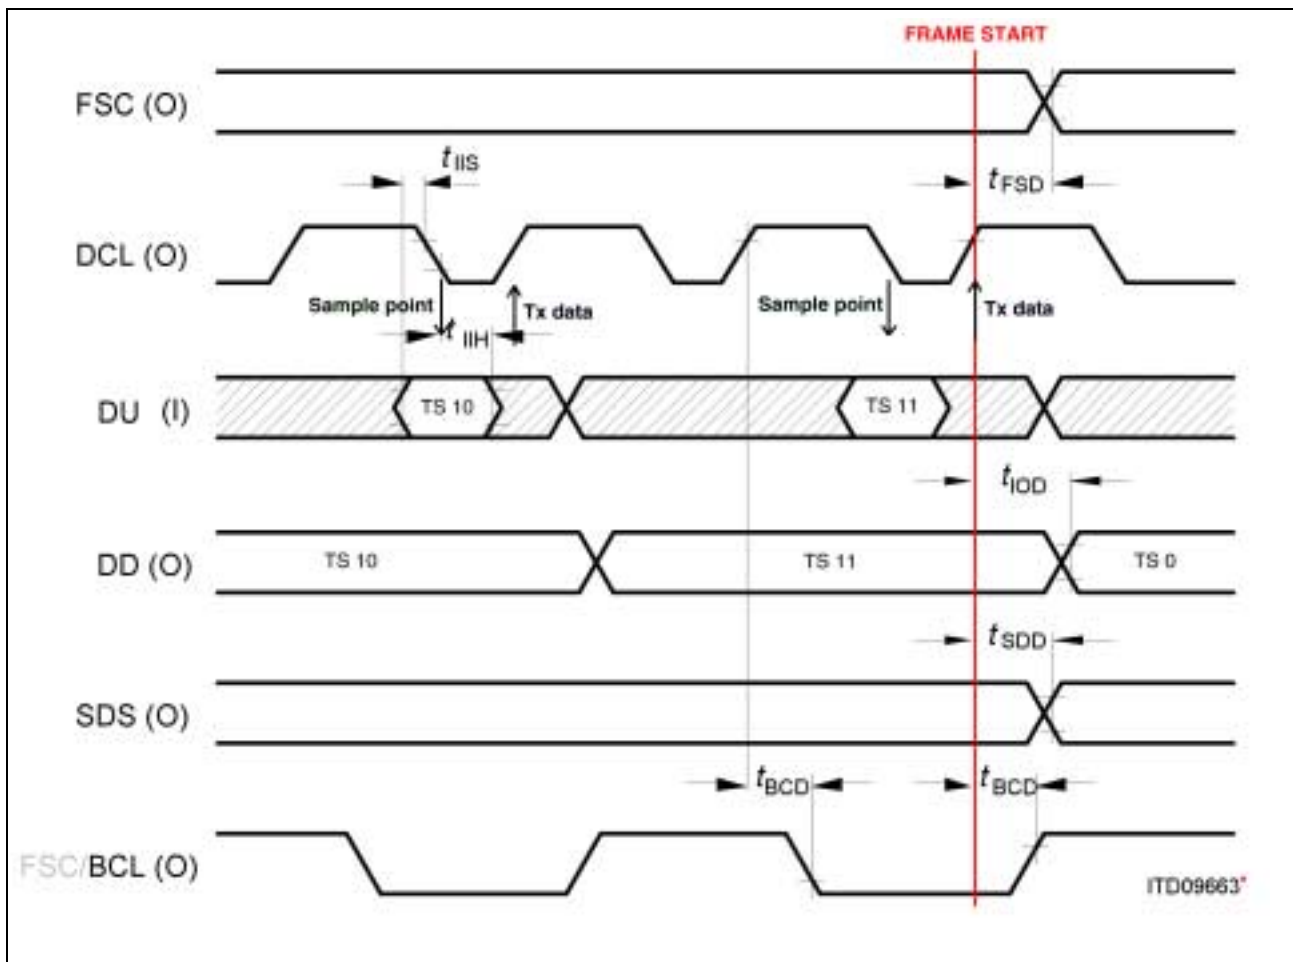 FRAME START
FSC (O)
tIIS
tFSD
DCL (O)
Sample point
Tx data
Sample point
Tx data
tIIH
DU (I)
TS 10
TS 11
tIOD
DD (O)
TS 10
TS 11
TS 0
tSDD
SDS (O)
tBCD
tBCD
FSC/BCL (O)
ITD09663*